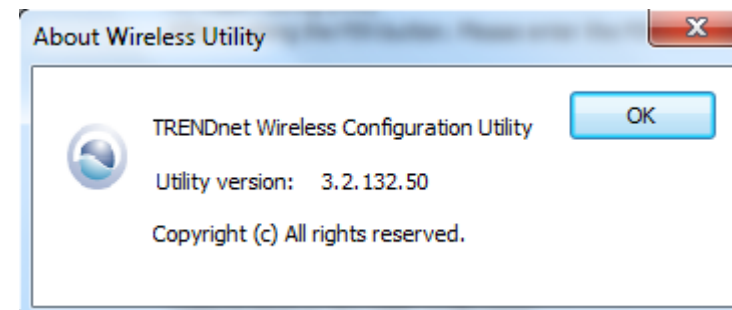 About Wireless Utility
TRENDnet Wireless Configuration Utility
OK
Utility version: 3.2.132.50
Copyright (c) All rights reserved.